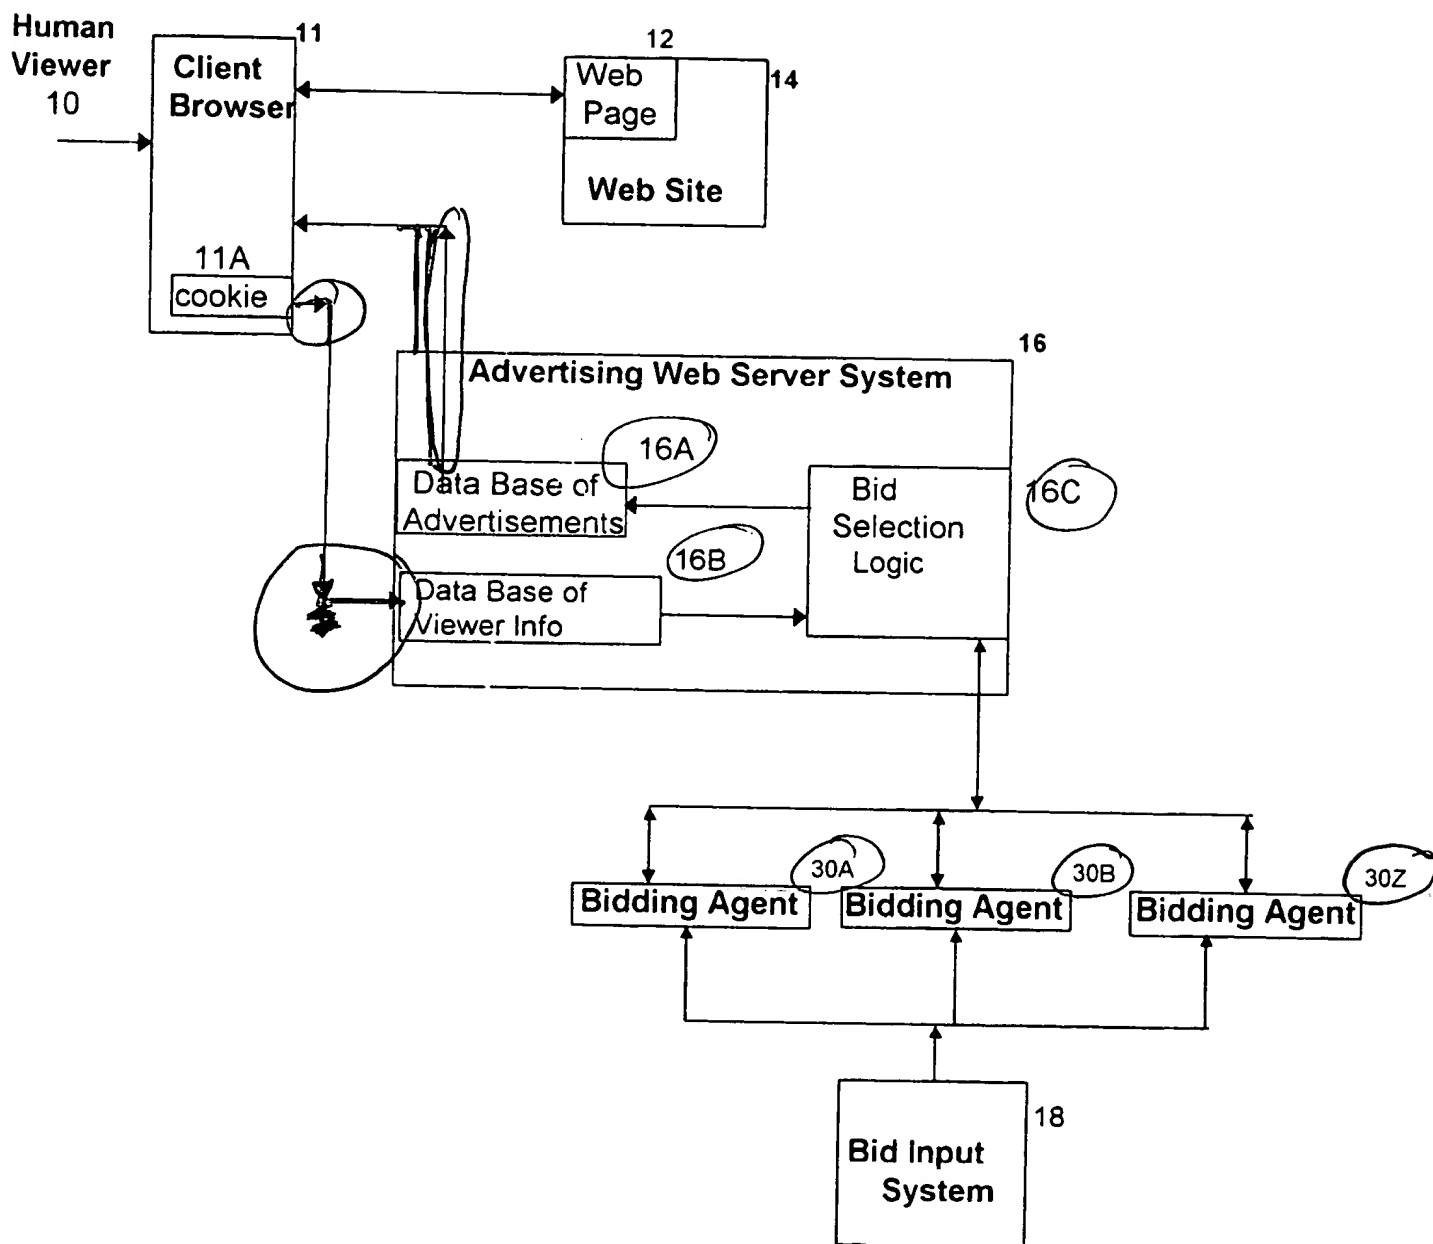 Human
Viewer
10
11
Client
Browser
11A
cookie
12
Web
Page
14
Web Site
16
Advertising Web Server System
16A
Data Base of
Advertisements
16B
Data Base of
Viewer Info
16C
Bid
Selection
Logic
30A
Bidding Agent
30B
Bidding Agent
30Z
Bidding Agent
18
Bid Input
System